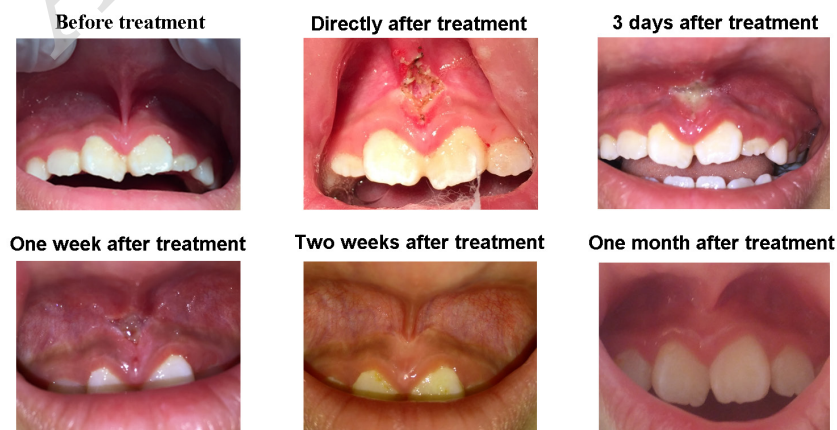 Before treatment
Directly after treatment
3 days after treatment
One week after treatment
Two weeks after treatment
One month after treatment